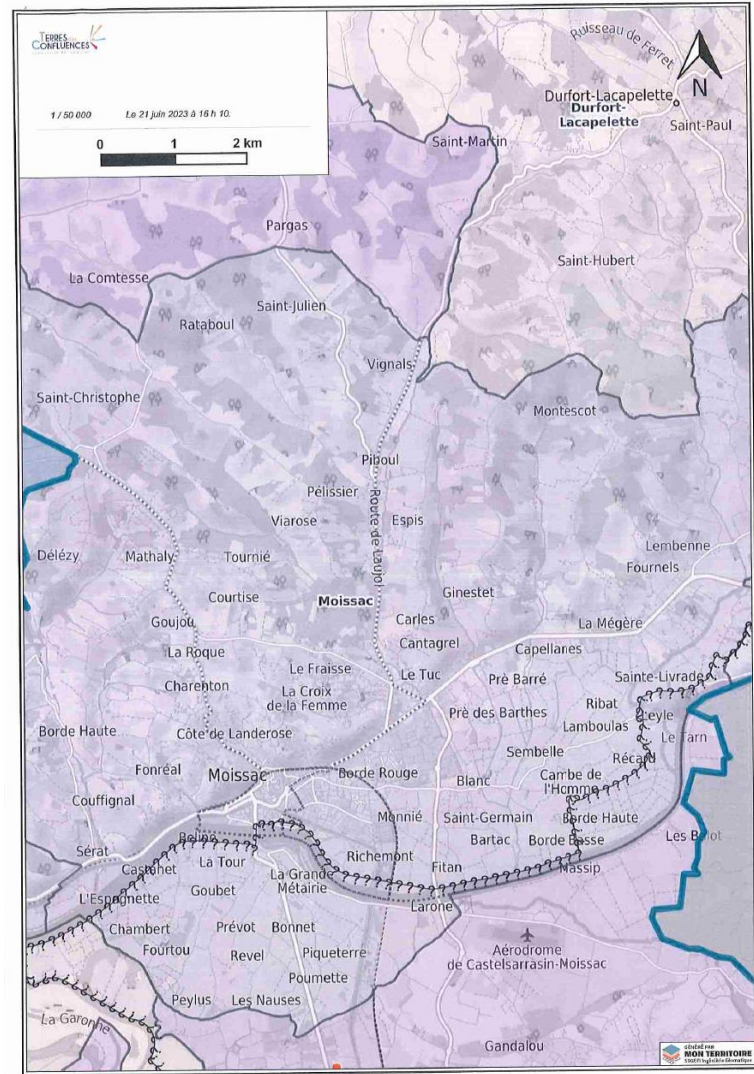 TERRES DES
CONFLUENCES
1 / 50 000 Le 21 juin 2023 à 16 h 10.
0 1 2 km
N
Ruisseau de Ferret
Durfort-Lacapelette
Durfort-
Lacapelette
Saint-Paul
Saint-Martin
Pargas
Saint-Hubert
La Comtesse
Saint-Julien
Rataboul
Vignals
Saint-Christophe
Montescot
Piboul
Pélissier
Route de Laujol
Viarose
Espis
Délézy
Mathaly
Tournié
Lembenne
Fournels
Courtise
Moissac
Ginestet
Goujou
Carles
La Mégère
La Roque
Cantagrel
Capellanes
Le Fraisse
Le Tuc
Charenton
La Croix
de la Femme
Prè Barré
Sainte-Livrade
Ribat
Prè des Barthes
Lamboulas
Le Tarn
Borde Haute
Côte de Landerose
Sembelle
Récard
Fonréal
Moissac
Borde Rouge
Blanc
Cambe de
l'Homme
Couffignal
Monnié
Saint-Germain
Borde Haute
Bartac
Borde Basse
Les Belot
Sérat
Beline
Richemont
Castanet
La Tour
Fitan
Massip
La Grande
Métairie
Goubet
L'Espagnette
Larone
Chambert
Prévot
Bonnet
Fourtou
Revel
Piqueterre
Aérodrome
de Castelsarrasin-Moissac
Poumette
Peylus
Les Nauses
La Garonne
Gandalou
GÉNÉRÉ PAR
MON TERRITOIRE